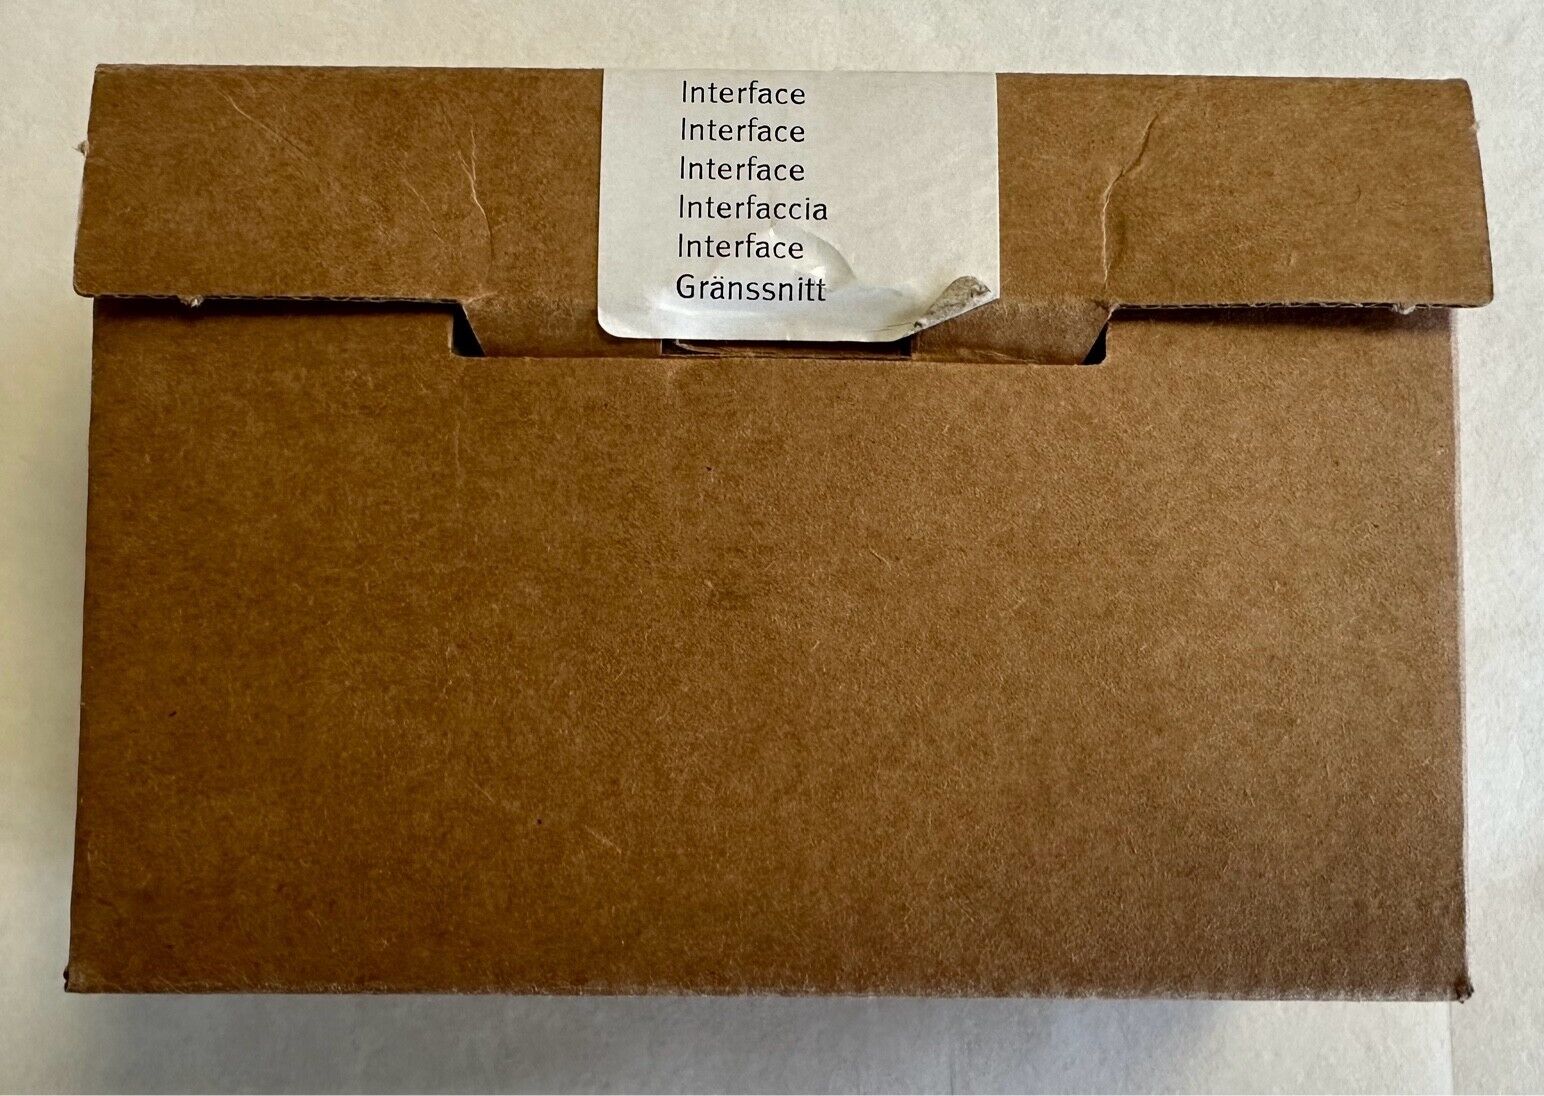 Interface
Interface
Interface
Interfaccia
Interface
Gränssnitt